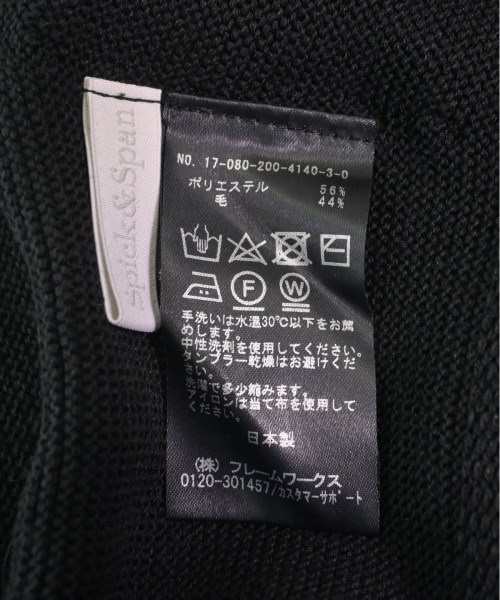 Spick&Span
NO. 17-080-200-4140-3-0
ポリエステル 56%
毛 44%
F W
手洗いは水温30℃以下をお薦
めします。
中性洗剤を使用してください。
タンブラー乾燥はお避けくだ
さい。
洗濯で多少縮みます。
アイロンは当て布を使用して
ください。
日本製
(株) フレームワークス
0120-301457/カスタマーサポート